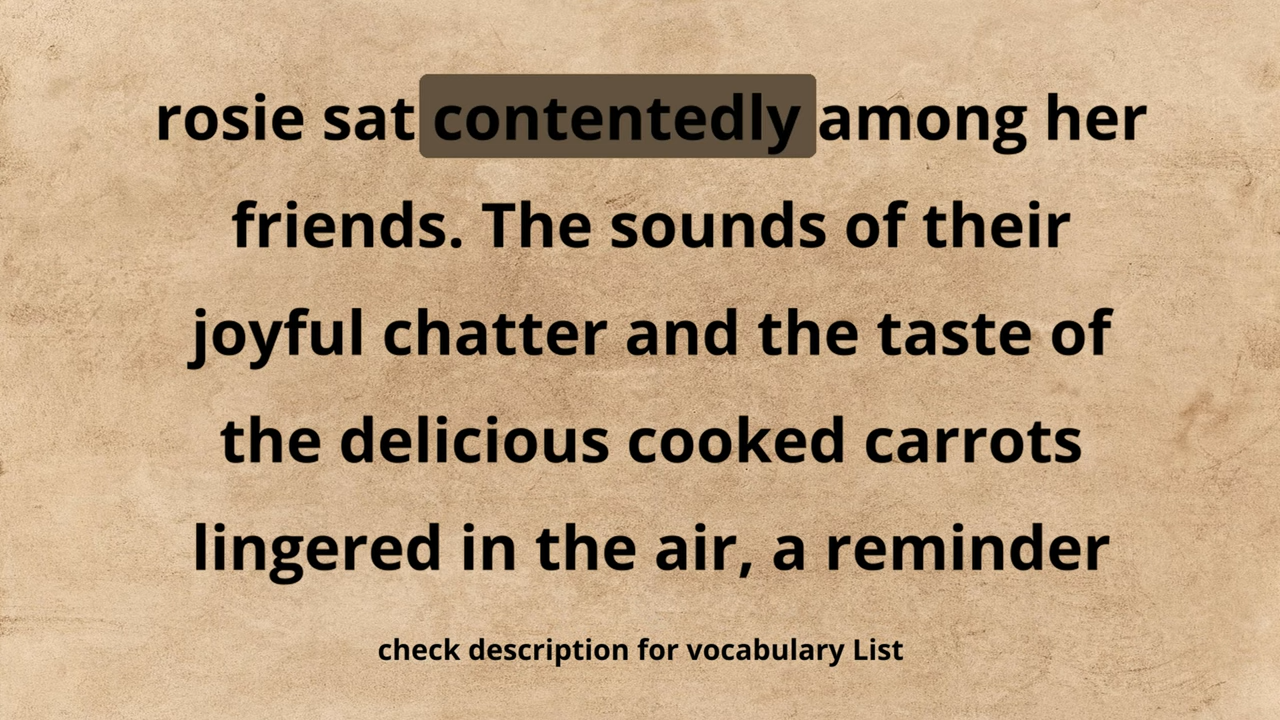 rosie sat contentedly among her
friends. The sounds of their
joyful chatter and the taste of
the delicious cooked carrots
lingered in the air, a reminder
check description for vocabulary List